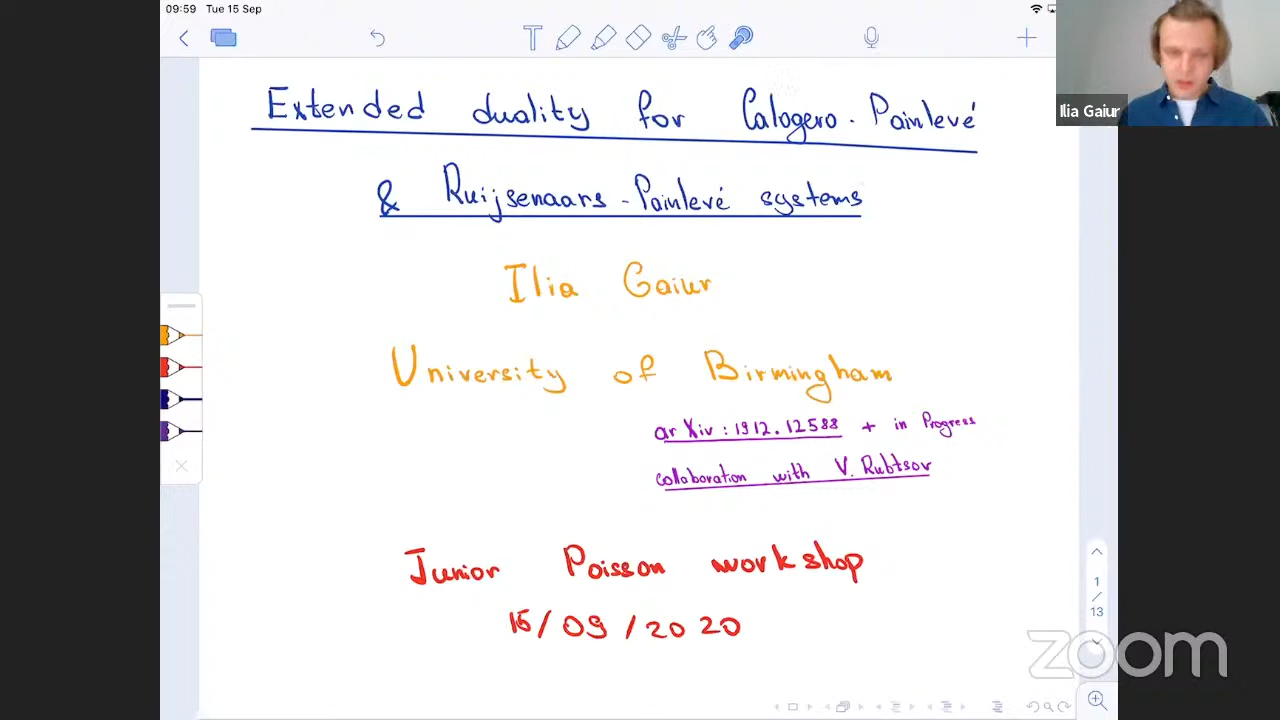 09:59 Tue 15 Sep
Extended duality for Calogero-Painlevé
& Ruijsenaars-Painlevé systems
Ilia Gaiur
Ilia Gaiur
University of Birmingham
arXiv:1912.12588 + in Progress
collaboration with V. Rubtsov
Junior Poisson workshop
15/09/2020
1
/
13
zoom